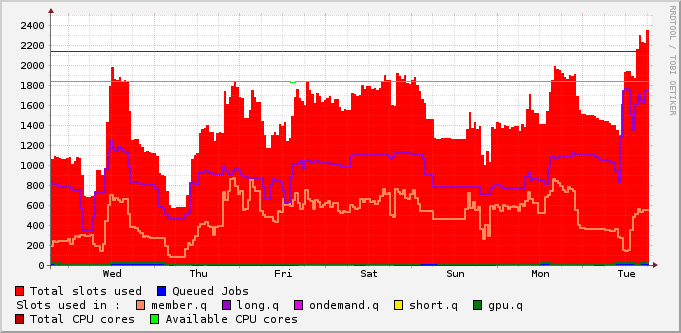 2400
2200
2000
1800
1600
1400
1200
1000
800
600
400
200
0
Wed Thu Fri Sat Sun Mon Tue
Total slots used Queued Jobs
Slots used in : member.q long.q ondemand.q short.q gpu.q
Total CPU cores Available CPU cores
RRDTOOL / TOBI OETIKER